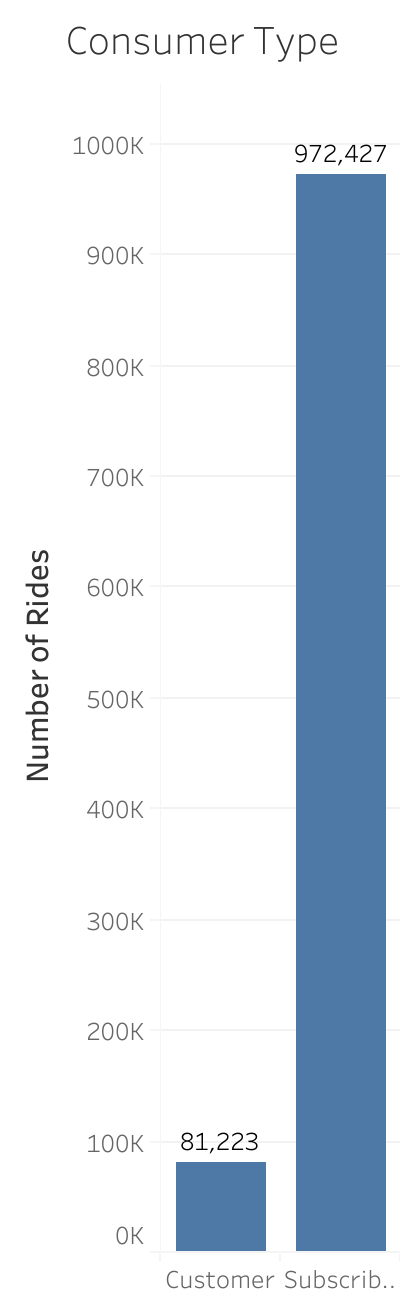 Consumer Type
1000K
972,427
900K
800K
700K
600K
Number of Rides
500K
400K
300K
200K
100K
81,223
0K
Customer Subscrib..